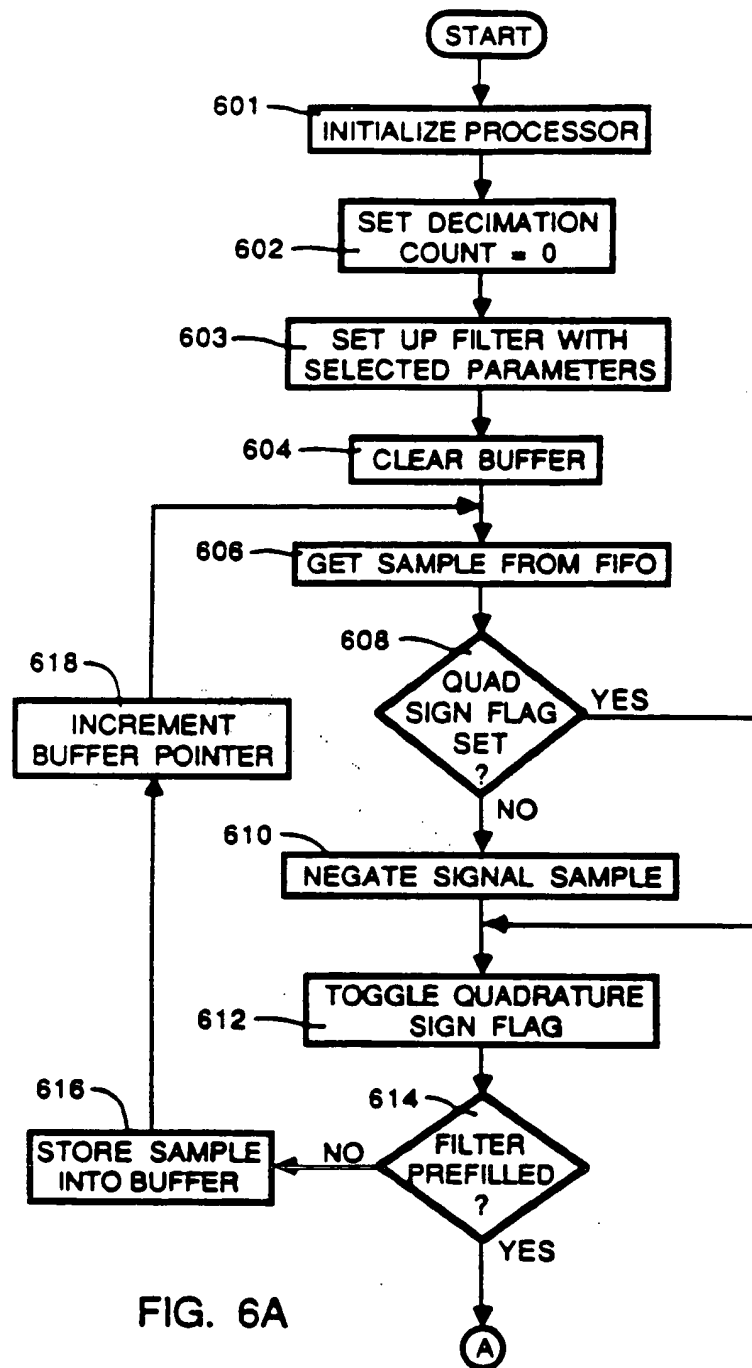 START
601
INITIALIZE PROCESSOR
SET DECIMATION
COUNT = 0
602
603
SET UP FILTER WITH
SELECTED PARAMETERS
604
CLEAR BUFFER
606
GET SAMPLE FROM FIFO
608
QUAD
SIGN FLAG
SET
?
YES
NO
618
INCREMENT
BUFFER POINTER
610
NEGATE SIGNAL SAMPLE
612
TOGGLE QUADRATURE
SIGN FLAG
614
FILTER
PREFILLED
?
NO
616
STORE SAMPLE
INTO BUFFER
YES
FIG. 6A
A